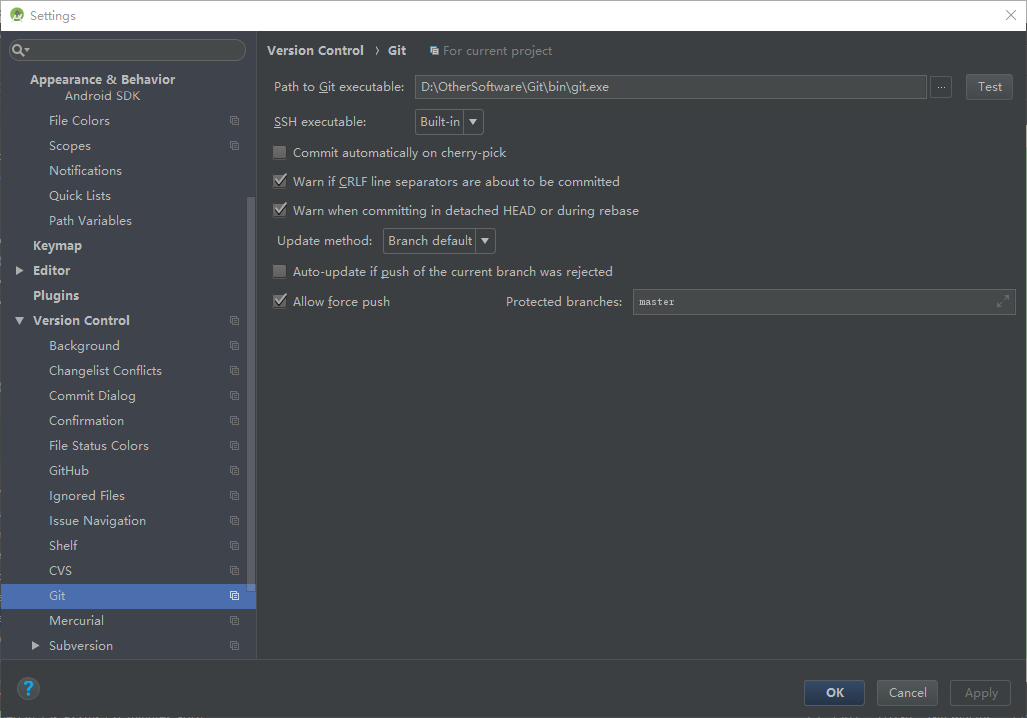 Settings
Appearance & Behavior
Android SDK
File Colors
Scopes
Notifications
Quick Lists
Path Variables
Keymap
Editor
Plugins
Version Control
Background
Changelist Conflicts
Commit Dialog
Confirmation
File Status Colors
GitHub
Ignored Files
Issue Navigation
Shelf
CVS
Git
Mercurial
Subversion
Version Control › Git For current project
Path to Git executable: D:\OtherSoftware\Git\bin\git.exe ... Test
SSH executable: Built-in
Commit automatically on cherry-pick
Warn if CRLF line separators are about to be committed
Warn when committing in detached HEAD or during rebase
Update method: Branch default
Auto-update if push of the current branch was rejected
Allow force push Protected branches: master
? OK Cancel Apply